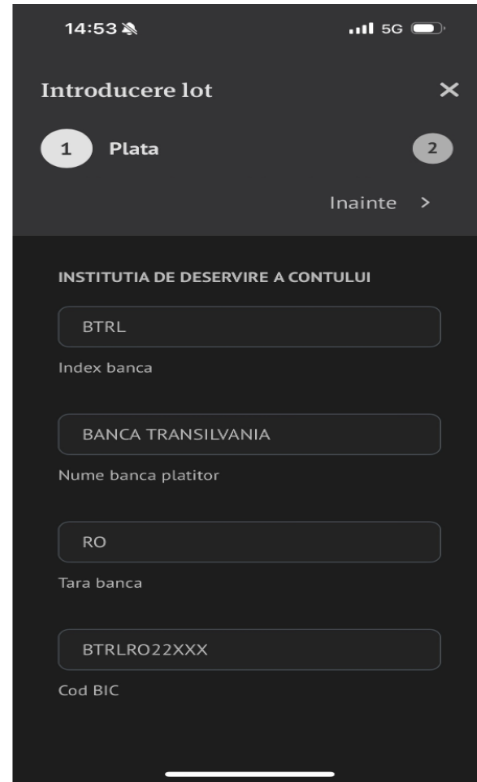 14:53
5G
Introducere lot
1 Plata 2
Inainte >
INSTITUTIA DE DESERVIRE A CONTULUI
BTRL
Index banca
BANCA TRANSILVANIA
Nume banca platitor
RO
Tara banca
BTRLRO22XXX
Cod BIC